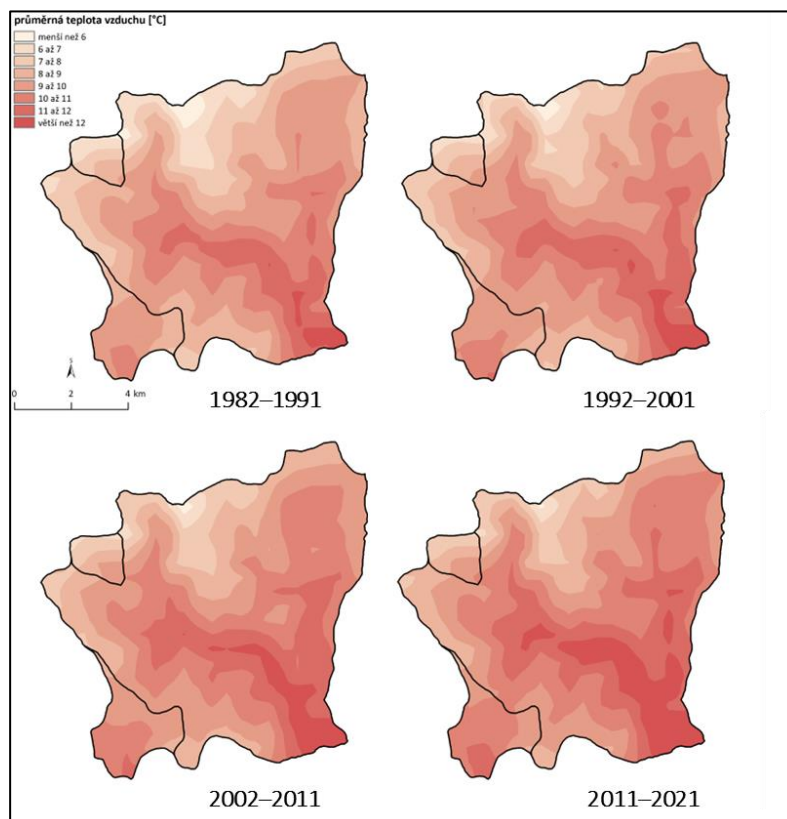 průměrná teplota vzduchu [°C]
menší než 6
6 až 7
7 až 8
8 až 9
9 až 10
10 až 11
11 až 12
větší než 12
S
0 2 4 km
1982–1991
1992–2001
2002–2011
2011–2021